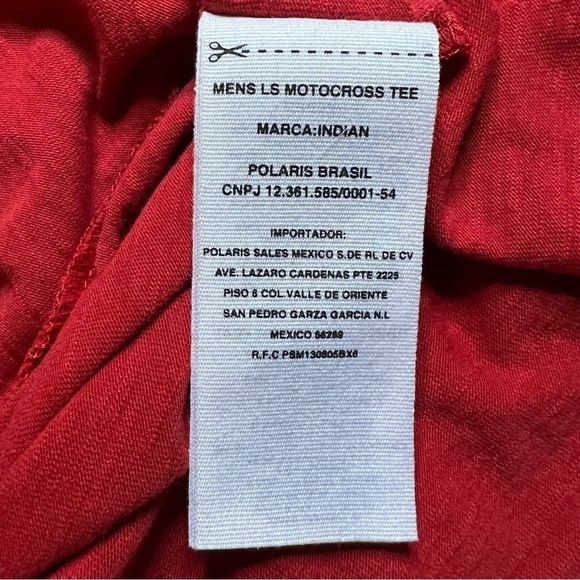 MENS LS MOTOCROSS TEE
MARCA:INDIAN
POLARIS BRASIL
CNPJ 12.361.585/0001-54
IMPORTADOR:
POLARIS SALES MEXICO S.DE RL DE CV
AVE. LAZARO CARDENAS PTE 2225
PISO 6 COL.VALLE DE ORIENTE
SAN PEDRO GARZA GARCIA N.L
MEXICO 66269
R.F.C PSM130805BX6